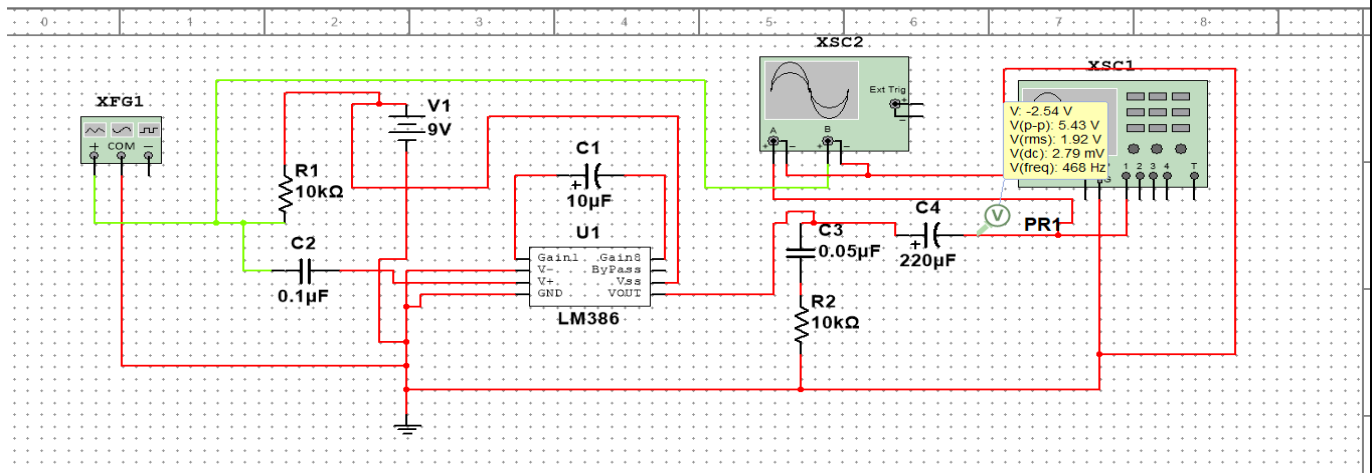 0 1 2 3 4 5 6 7 8
XSC2
XSC1
Ext Trig
+
−
A
B
+ − + −
V: -2.54 V
V(p-p): 5.43 V
V(rms): 1.92 V
V(dc): 2.79 mV
V(freq): 468 Hz
G
1 2 3 4
T
XFG1
+ COM −
V1
9V
R1
10kΩ
C1
+
10µF
C2
0.1µF
U1
Gain1 Gain8
V- ByPass
V+ Vss
GND VOUT
LM386
C3
0.05µF
C4
+
220µF
V
PR1
R2
10kΩ